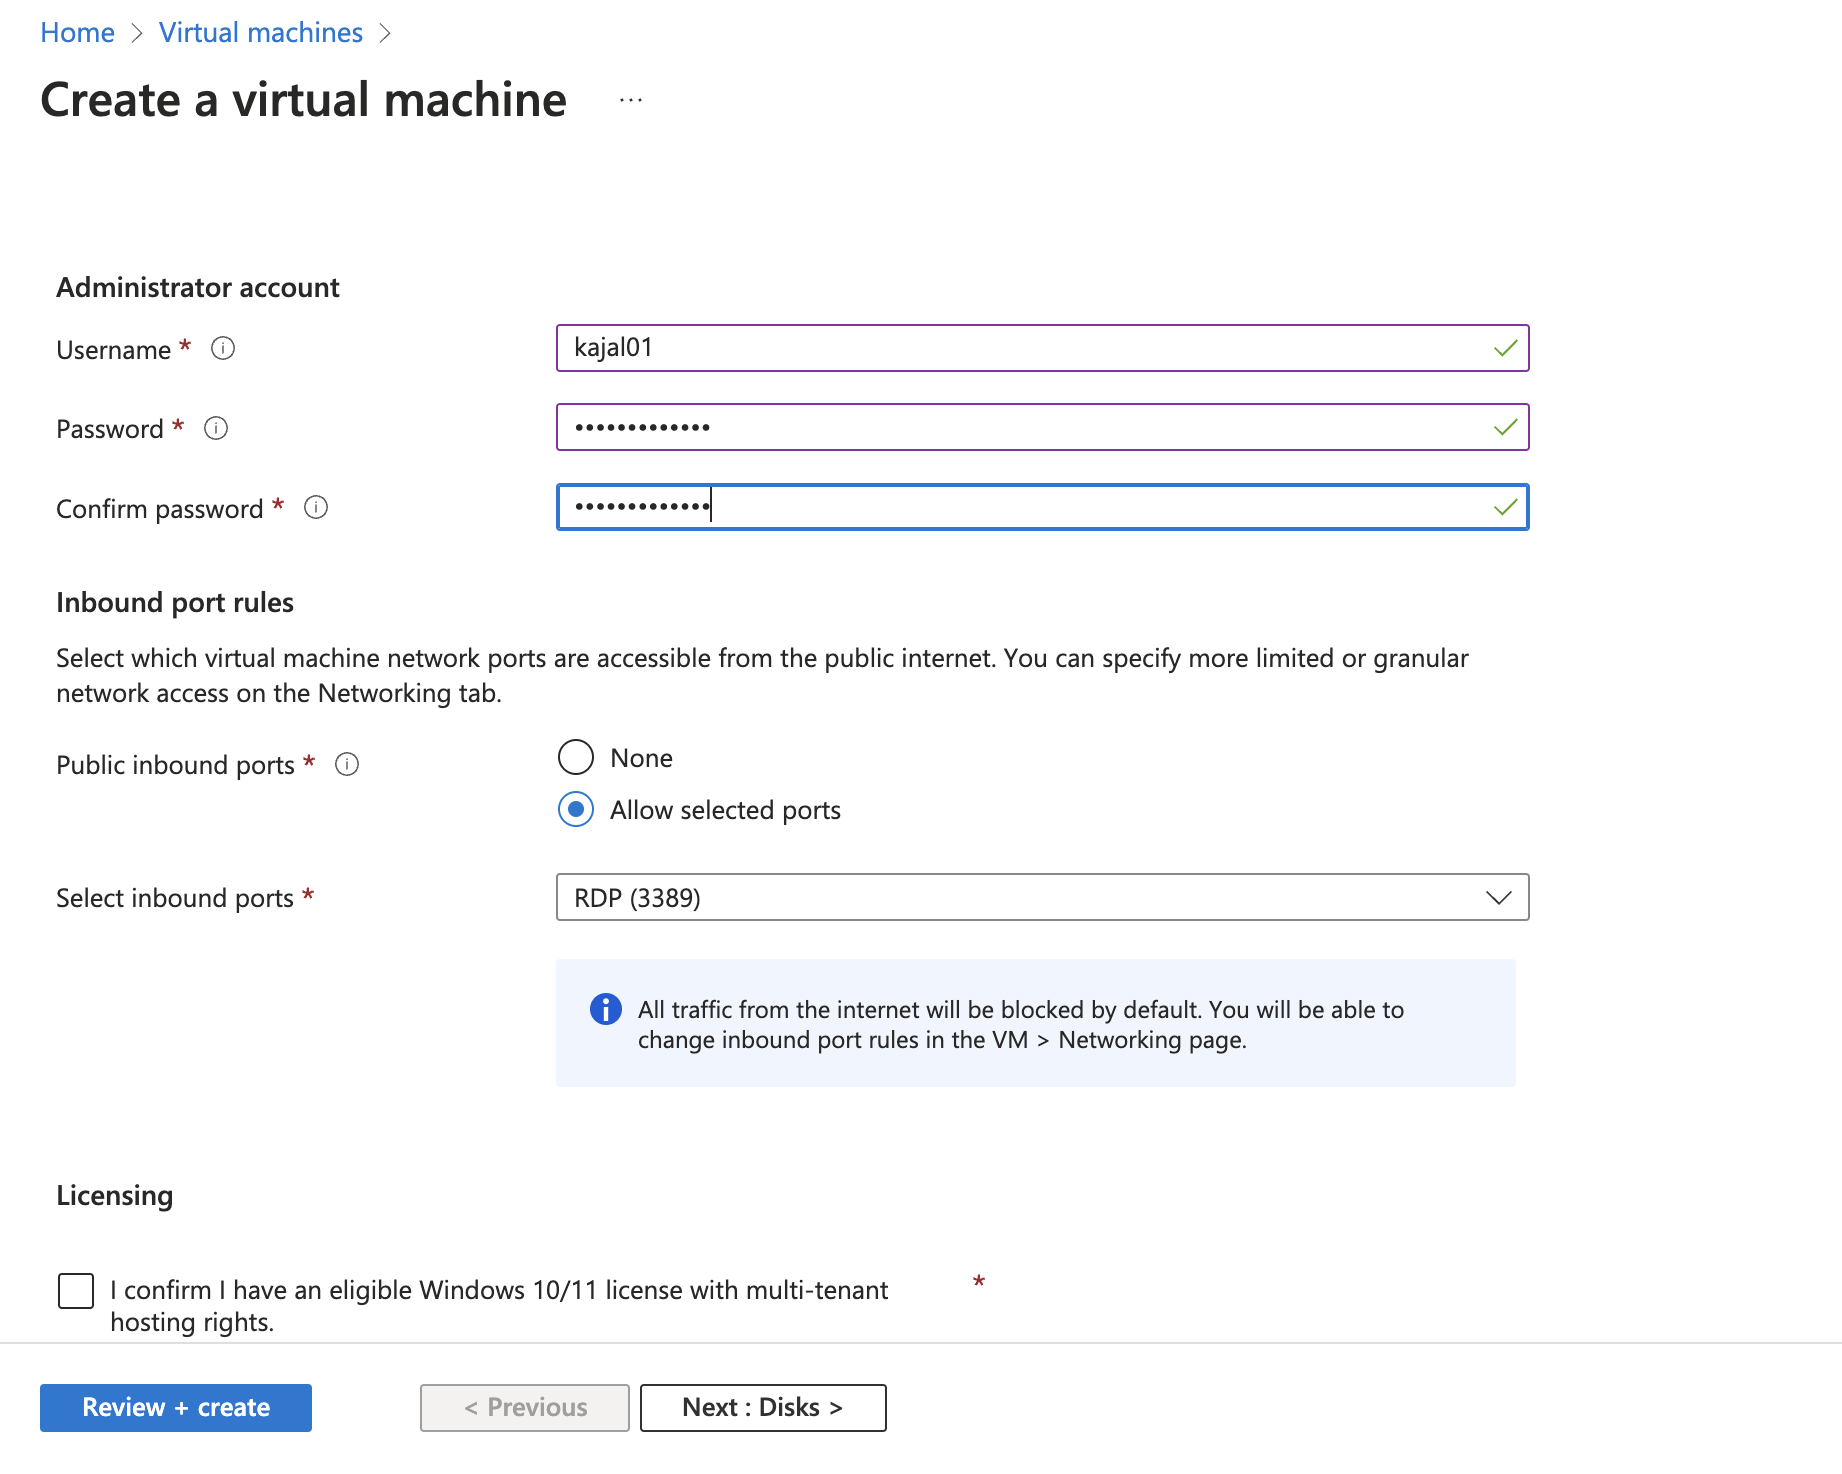 Home > Virtual machines >
Create a virtual machine ...
Administrator account
Username *
kajal01
Password *
•••••••••••••
Confirm password *
•••••••••••••
Inbound port rules
Select which virtual machine network ports are accessible from the public internet. You can specify more limited or granular
network access on the Networking tab.
Public inbound ports *
None
Allow selected ports
Select inbound ports *
RDP (3389)
All traffic from the internet will be blocked by default. You will be able to
change inbound port rules in the VM > Networking page.
Licensing
I confirm I have an eligible Windows 10/11 license with multi-tenant *
hosting rights.
Review + create
< Previous
Next : Disks >